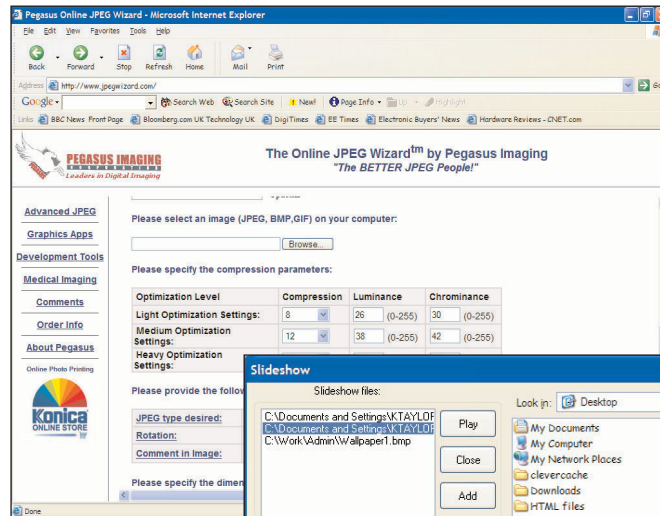 Pegasus Online JPEG Wizard - Microsoft Internet Explorer
File Edit View Favorites Tools Help
Back Forward Stop Refresh Home Mail Print
Address http://www.jpegwizard.com/
Google Search Web Search Site New! Page Info Up Highlight
Links BBC News Front Page Bloomberg.com UK Technology UK DigiTimes EE Times Electronic Buyers' News Hardware Reviews - CNET.com
PEGASUS IMAGING
CORPORATION
Leaders in Digital Imaging
The Online JPEG Wizard tm by Pegasus Imaging
"The BETTER JPEG People!"
Advanced JPEG
Graphics Apps
Development Tools
Medical Imaging
Comments
Order Info
About Pegasus
Online Photo Printing
Konica
ONLINE STORE
Please select an image (JPEG, BMP,GIF) on your computer:
Browse...
Please specify the compression parameters:
Optimization Level Compression Luminance Chrominance
Light Optimization Settings: 8 26 (0-255) 30 (0-255)
Medium Optimization Settings: 12 38 (0-255) 42 (0-255)
Heavy Optimization
Settings:
Please provide the follow
JPEG type desired:
Rotation:
Comment in Image:
Please specify the dimen
Done
Slideshow
Slideshow files:
C:\Documents and Settings\KTAYLOR
C:\Documents and Settings\KTAYLOR
C:\Work\Admin\Wallpaper1.bmp
Play
Close
Add
Look in: Desktop
My Documents
My Computer
My Network Places
clevercache
Downloads
HTML files